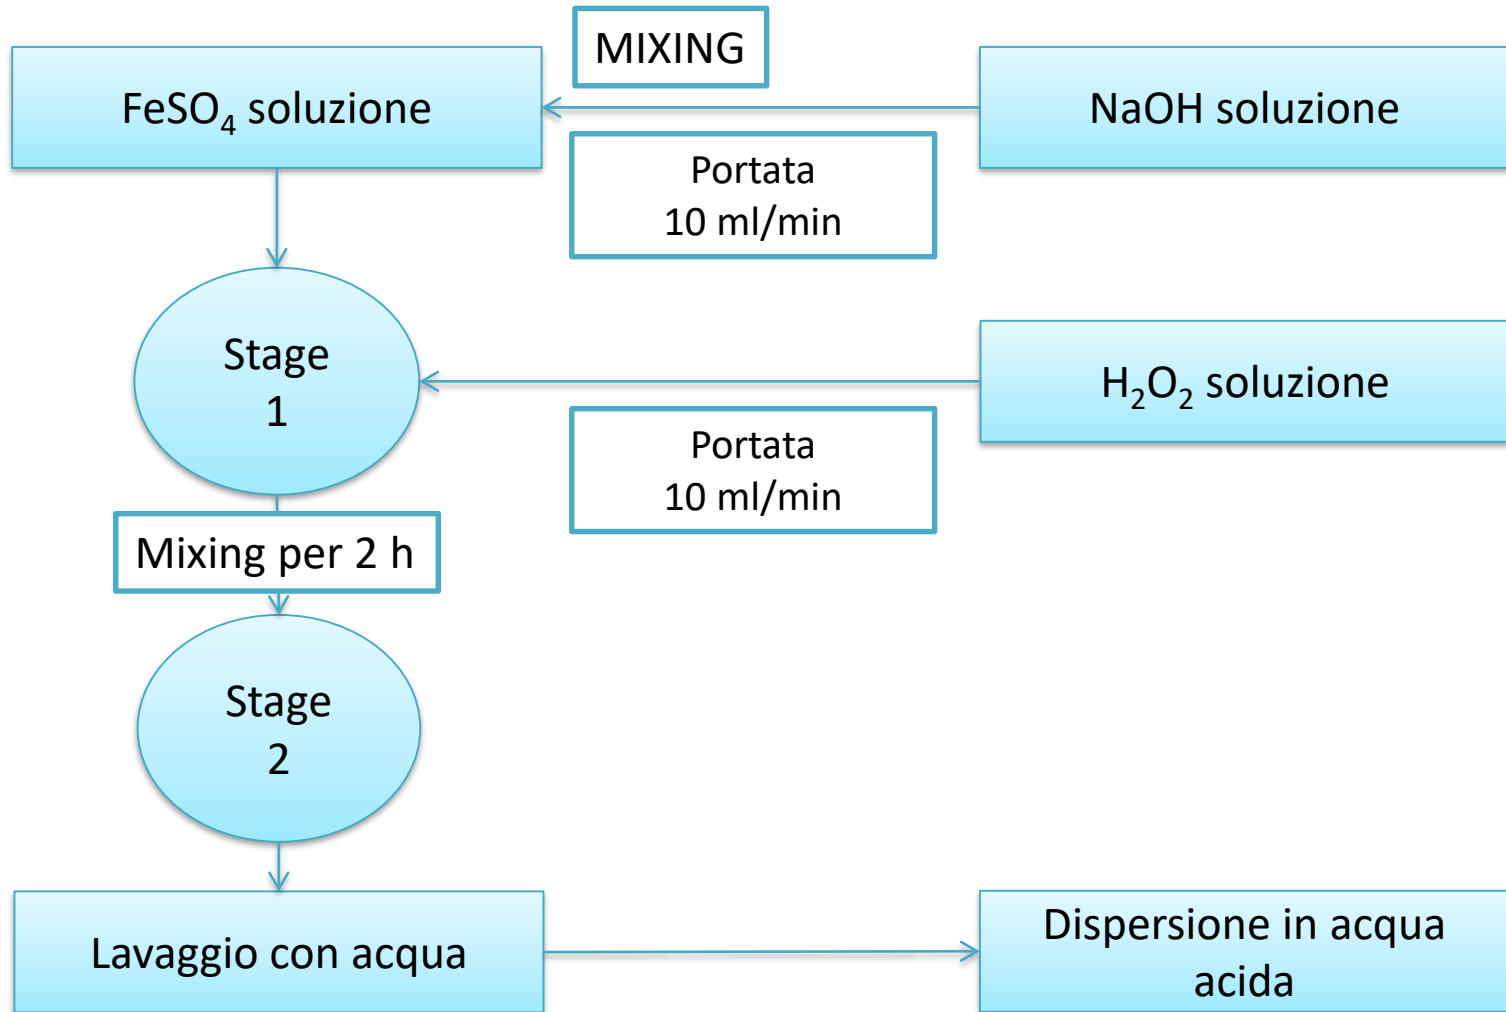 MIXING
FeSO₄ soluzione
NaOH soluzione
Portata
10 ml/min
Stage
1
H₂O₂ soluzione
Portata
10 ml/min
Mixing per 2 h
Stage
2
Lavaggio con acqua
Dispersione in acqua
acida